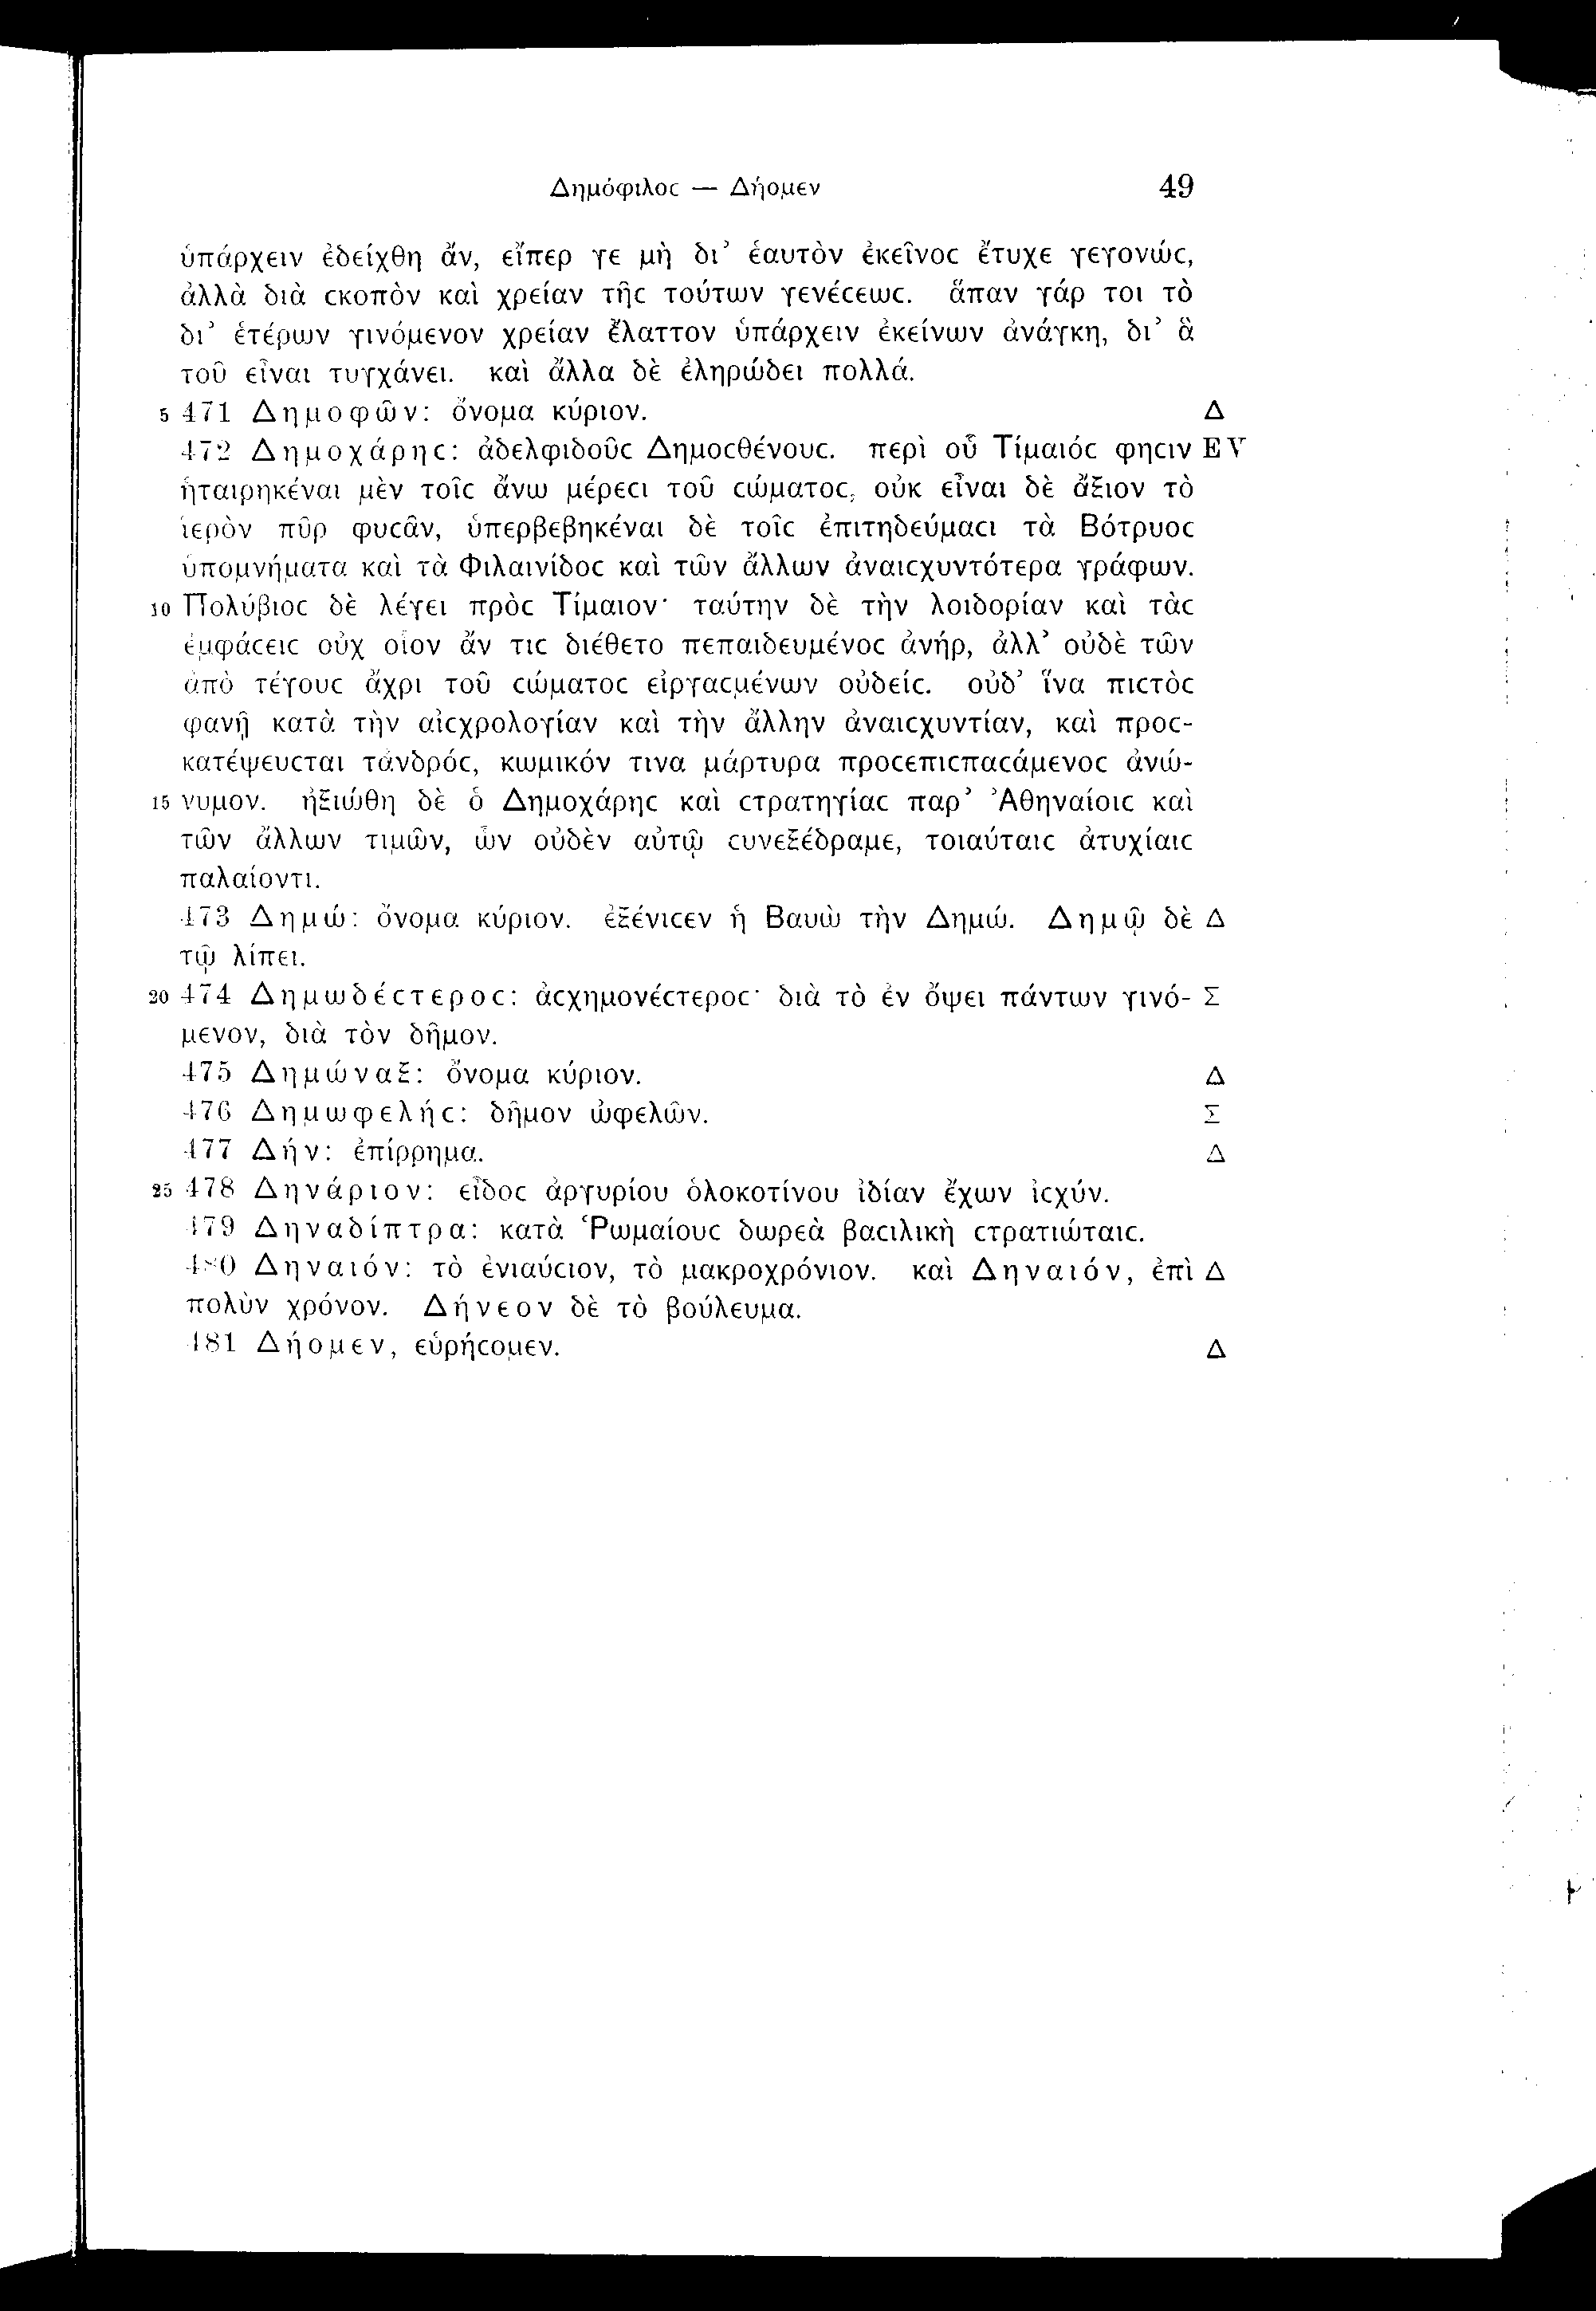 Δημόφιλοϲ — Δήομεν 49
ὑπάρχειν ἐδείχθη ἄν, εἴπερ γε μὴ δι’ ἑαυτὸν ἐκεῖνοϲ ἔτυχε γεγονώϲ,
ἀλλὰ διὰ ϲκοπὸν καὶ χρείαν τῆϲ τούτων γενέϲεωϲ. ἅπαν γάρ τοι τὸ
δι’ ἑτέρων γινόμενον χρείαν ἔλαττον ὑπάρχειν ἐκείνων ἀνάγκη, δι’ ἃ
τοῦ εἶναι τυγχάνει. καὶ ἄλλα δὲ ἐληρώδει πολλά.
5 471 Δημοφῶν: ὄνομα κύριον. Δ
472 Δημοχάρηϲ: ἀδελφιδοῦϲ Δημοϲθένουϲ. περὶ οὗ Τίμαιόϲ φηϲιν EV
ἡταιρηκέναι μὲν τοῖϲ ἄνω μέρεϲι τοῦ ϲώματοϲ, οὐκ εἶναι δὲ ἄξιον τὸ
ἱερὸν πῦρ φυϲᾶν, ὑπερβεβηκέναι δὲ τοῖϲ ἐπιτηδεύμαϲι τὰ Βότρυοϲ
ὑπομνήματα καὶ τὰ Φιλαινίδοϲ καὶ τῶν ἄλλων ἀναιϲχυντότερα γράφων.
10 Πολύβιοϲ δὲ λέγει πρὸϲ Τίμαιον· ταύτην δὲ τὴν λοιδορίαν καὶ τὰϲ
ἐμφάϲειϲ οὐχ οἷον ἄν τιϲ διέθετο πεπαιδευμένοϲ ἀνήρ, ἀλλ’ οὐδὲ τῶν
ἀπὸ τέγουϲ ἄχρι τοῦ ϲώματοϲ εἰργαϲμένων οὐδείϲ. οὐδ’ ἵνα πιϲτὸϲ
φανῇ κατὰ τὴν αἰϲχρολογίαν καὶ τὴν ἄλλην ἀναιϲχυντίαν, καὶ προϲ-
κατέψευϲται τἀνδρόϲ, κωμικόν τινα μάρτυρα προϲεπιϲπαϲάμενοϲ ἀνώ-
15 νυμον. ἠξιώθη δὲ ὁ Δημοχάρηϲ καὶ ϲτρατηγίαϲ παρ’ Ἀθηναίοιϲ καὶ
τῶν ἄλλων τιμῶν, ὧν οὐδὲν αὐτῷ ϲυνεξέδραμε, τοιαύταιϲ ἀτυχίαιϲ
παλαίοντι.
473 Δημώ: ὄνομα κύριον. ἐξένιϲεν ἡ Βαυὼ τὴν Δημώ. Δημῷ δὲ Δ
τῷ λίπει.
20 474 Δημωδέϲτεροϲ: ἀϲχημονέϲτεροϲ· διὰ τὸ ἐν ὄψει πάντων γινό- Σ
μενον, διὰ τὸν δῆμον.
475 Δημώναξ: ὄνομα κύριον. Δ
476 Δημωφελήϲ: δῆμον ὠφελῶν. Σ
477 Δήν: ἐπίρρημα. Δ
25 478 Δηνάριον: εἶδοϲ ἀργυρίου ὁλοκοτίνου ἰδίαν ἔχων ἰϲχύν.
479 Δηναδίπτρα: κατὰ Ῥωμαίουϲ δωρεὰ βαϲιλικὴ ϲτρατιώταιϲ.
480 Δηναιόν: τὸ ἐνιαύϲιον, τὸ μακροχρόνιον. καὶ Δηναιόν, ἐπὶ Δ
πολὺν χρόνον. Δήνεον δὲ τὸ βούλευμα.
481 Δήομεν, εὑρήϲομεν. Δ